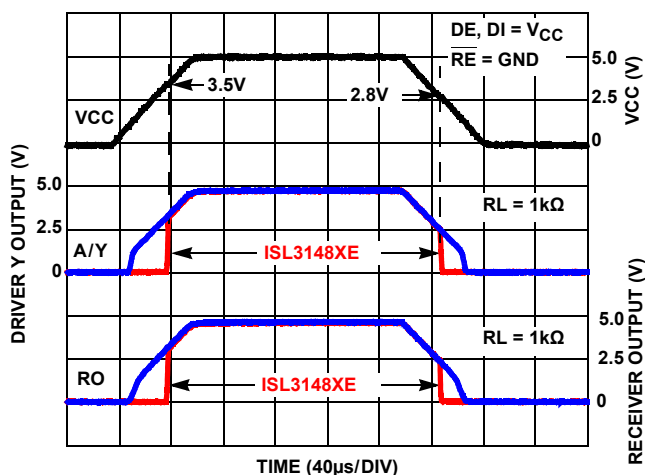 DE, DI = VCC
RE = GND
3.5V
2.8V
VCC
5.0
2.5
0
VCC (V)
DRIVER Y OUTPUT (V)
5.0
2.5
0
A/Y
RL = 1kΩ
ISL3148XE
RO
RL = 1kΩ
ISL3148XE
5.0
2.5
0
RECEIVER OUTPUT (V)
TIME (40µs/DIV)